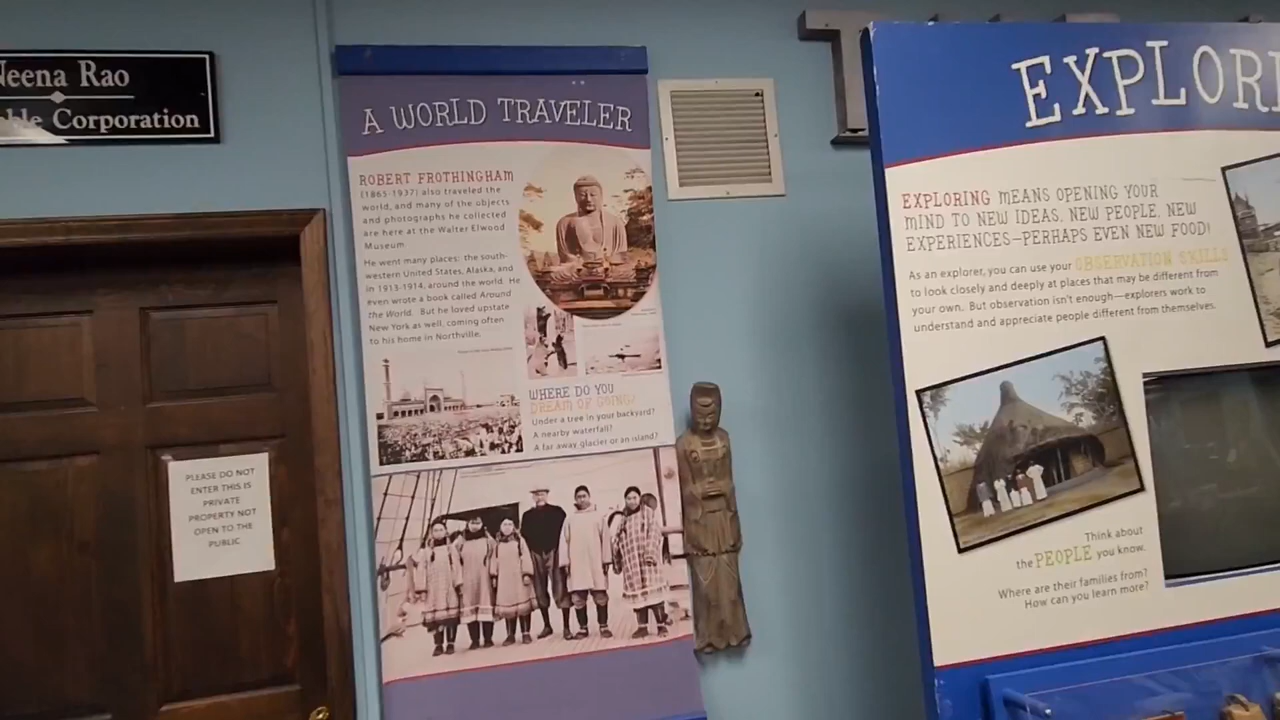 Neena Rao
Corporation
PLEASE DO NOT
ENTER THIS IS
PRIVATE
PROPERTY NOT
OPEN TO THE
PUBLIC
A WORLD TRAVELER
ROBERT FROTHINGHAM
(1865-1937) also traveled the
world, and many of the objects
and photographs he collected
are here at the Walter Elwood
Museum
He went many places: the south-
western United States, Alaska, and
in 1913-1914, around the world. He
even wrote a book called Around
the World. But he loved upstate
New York as well, coming often
to his home in Northville.
WHERE DO YOU
DREAM OF GOING?
Under a tree in your backyard?
A nearby waterfall?
A far away glacier or an island?
EXPLORI
EXPLORING MEANS OPENING YOUR
MIND TO NEW IDEAS, NEW PEOPLE, NEW
EXPERIENCES—PERHAPS EVEN NEW FOOD!
As an explorer, you can use your OBSERVATION SKILLS
to look closely and deeply at places that may be different from
your own. But observation isn't enough—explorers work to
understand and appreciate people different from themselves.
Think about
the PEOPLE you know.
Where are their families from?
How can you learn more?